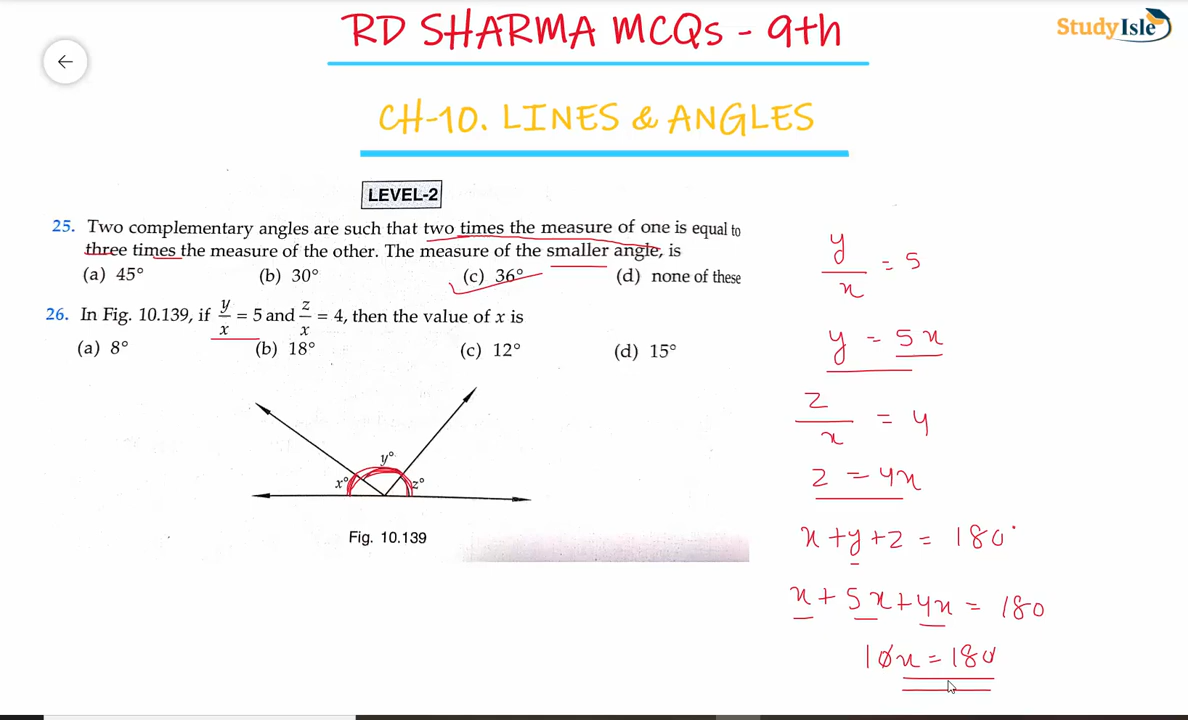 RD SHARMA MCQs - 9th
StudyIsle
CH-10. LINES & ANGLES
LEVEL-2
25. Two complementary angles are such that two times the measure of one is equal to
three times the measure of the other. The measure of the smaller angle, is
(a) 45° (b) 30° (c) 36° (d) none of these
26. In Fig. 10.139, if y/x = 5 and z/x = 4, then the value of x is
(a) 8° (b) 18° (c) 12° (d) 15°
y°
x° z°
Fig. 10.139
y/x = 5
y = 5x
z/x = 4
z = 4x
x + y + z = 180°
x + 5x + 4x = 180
10x = 180